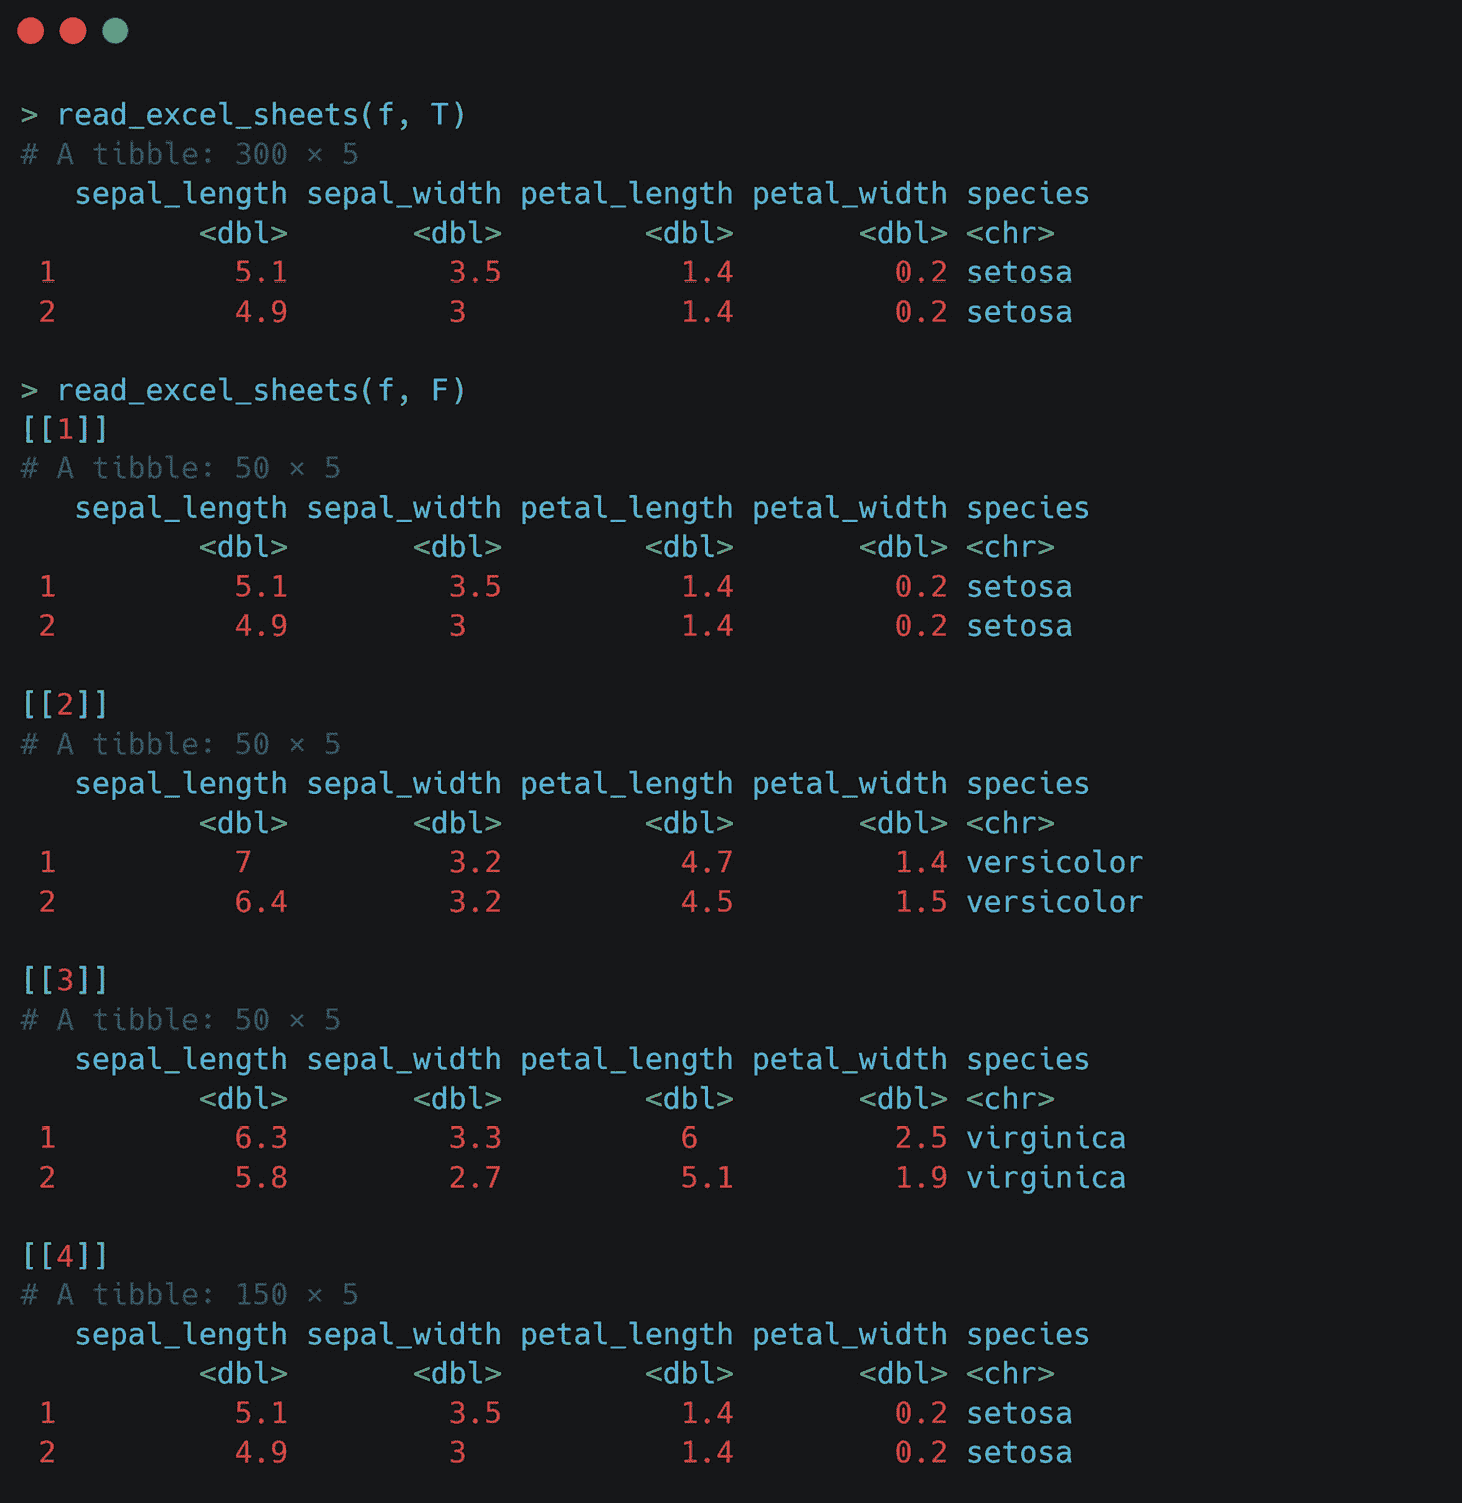 > read_excel_sheets(f, T)
# A tibble: 300 × 5
   sepal_length sepal_width petal_length petal_width species
          <dbl>       <dbl>        <dbl>       <dbl> <chr>
 1          5.1         3.5          1.4         0.2 setosa
 2          4.9         3            1.4         0.2 setosa
> read_excel_sheets(f, F)
[[1]]
# A tibble: 50 × 5
   sepal_length sepal_width petal_length petal_width species
          <dbl>       <dbl>        <dbl>       <dbl> <chr>
 1          5.1         3.5          1.4         0.2 setosa
 2          4.9         3            1.4         0.2 setosa
[[2]]
# A tibble: 50 × 5
   sepal_length sepal_width petal_length petal_width species
          <dbl>       <dbl>        <dbl>       <dbl> <chr>
 1          7           3.2          4.7         1.4 versicolor
 2          6.4         3.2          4.5         1.5 versicolor
[[3]]
# A tibble: 50 × 5
   sepal_length sepal_width petal_length petal_width species
          <dbl>       <dbl>        <dbl>       <dbl> <chr>
 1          6.3         3.3          6           2.5 virginica
 2          5.8         2.7          5.1         1.9 virginica
[[4]]
# A tibble: 150 × 5
   sepal_length sepal_width petal_length petal_width species
          <dbl>       <dbl>        <dbl>       <dbl> <chr>
 1          5.1         3.5          1.4         0.2 setosa
 2          4.9         3            1.4         0.2 setosa